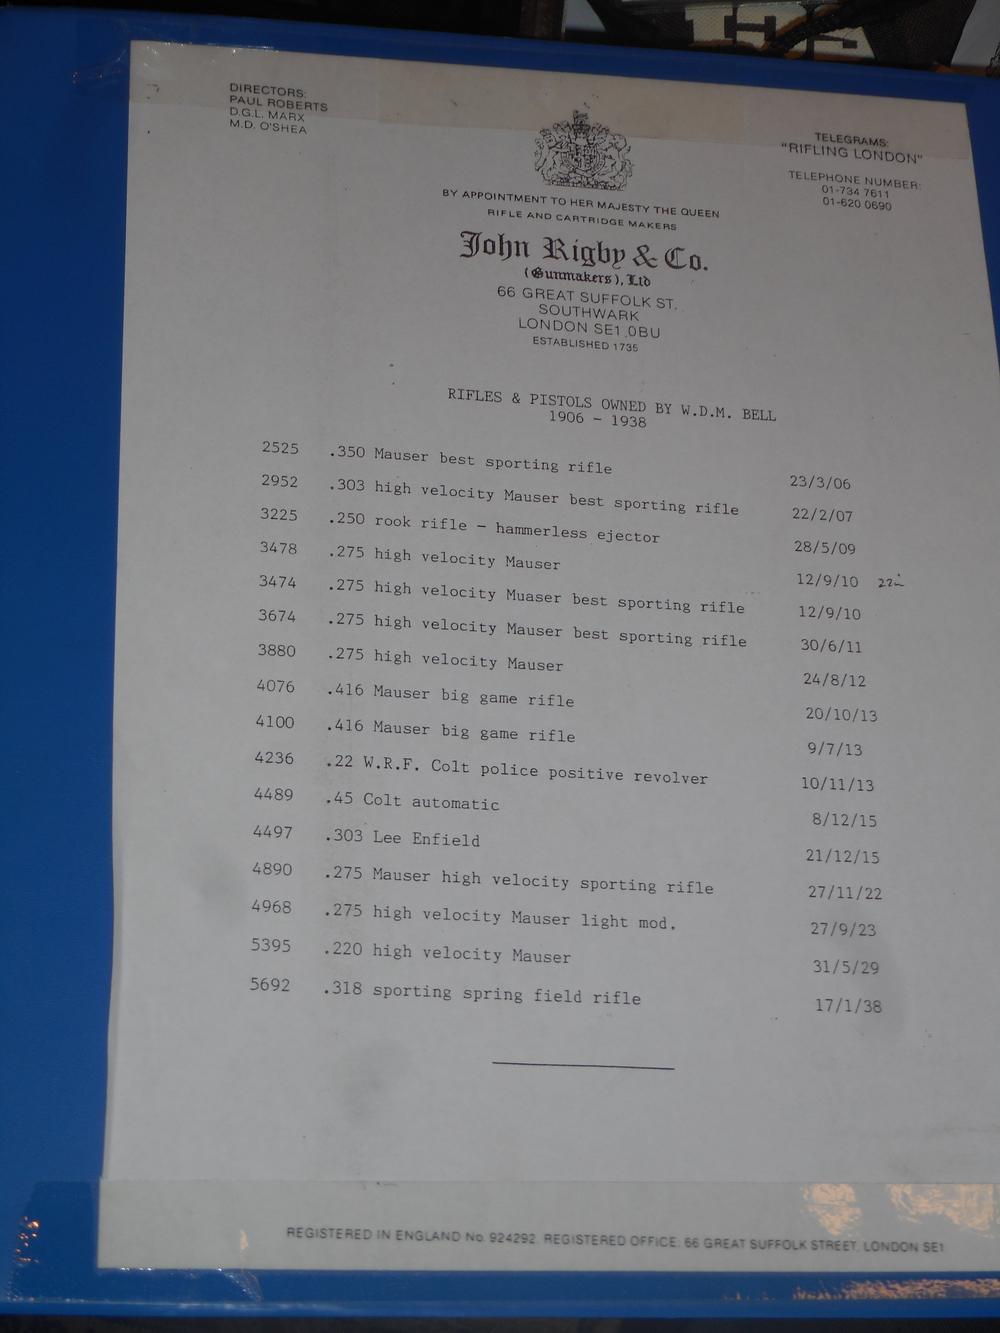 DIRECTORS:
PAUL ROBERTS
D.G.L. MARX
M.D. O'SHEA
TELEGRAMS:
"RIFLING LONDON"
TELEPHONE NUMBER:
01-734 7611
01-620 0690
BY APPOINTMENT TO HER MAJESTY THE QUEEN
RIFLE AND CARTRIDGE MAKERS
John Rigby & Co.
(Gunmakers), Ltd
66 GREAT SUFFOLK ST.
SOUTHWARK
LONDON SE1 0BU
ESTABLISHED 1735
RIFLES & PISTOLS OWNED BY W.D.M. BELL
1906 - 1938
2525 .350 Mauser best sporting rifle 23/3/06
2952 .303 high velocity Mauser best sporting rifle 22/2/07
3225 .250 rook rifle - hammerless ejector 28/5/09
3478 .275 high velocity Mauser 12/9/10
3474 .275 high velocity Muaser best sporting rifle 12/9/10
3674 .275 high velocity Mauser best sporting rifle 30/6/11
3880 .275 high velocity Mauser 24/8/12
4076 .416 Mauser big game rifle 20/10/13
4100 .416 Mauser big game rifle 9/7/13
4236 .22 W.R.F. Colt police positive revolver 10/11/13
4489 .45 Colt automatic 8/12/15
4497 .303 Lee Enfield 21/12/15
4890 .275 Mauser high velocity sporting rifle 27/11/22
4968 .275 high velocity Mauser light mod. 27/9/23
5395 .220 high velocity Mauser 31/5/29
5692 .318 sporting spring field rifle 17/1/38
REGISTERED IN ENGLAND No. 924292. REGISTERED OFFICE: 66 GREAT SUFFOLK STREET, LONDON SE1